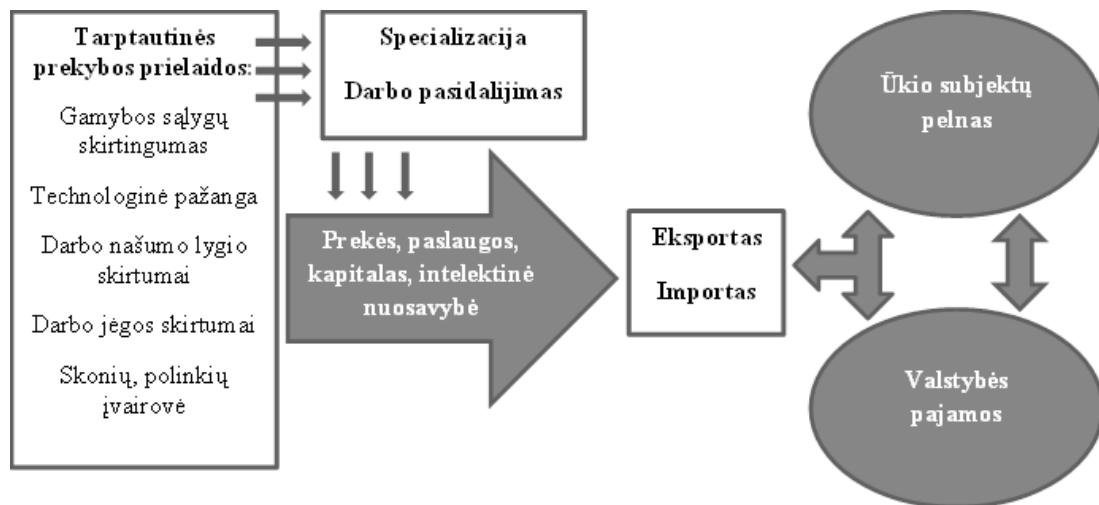 Tarptautinės
prekybos prielaidos:
Gamybos sąlygų
skirtingumas
Technologinė pažanga
Darbo našumo lygio
skirtumai
Darbo jėgos skirtumai
Skonių, polinkių
įvairovė
Specializacija
Darbo pasidalijimas
Prekės, paslaugos,
kapitalas, intelektinė
nuosavybė
Eksportas
Importas
Ūkio subjektų
pelnas
Valstybės
pajamos